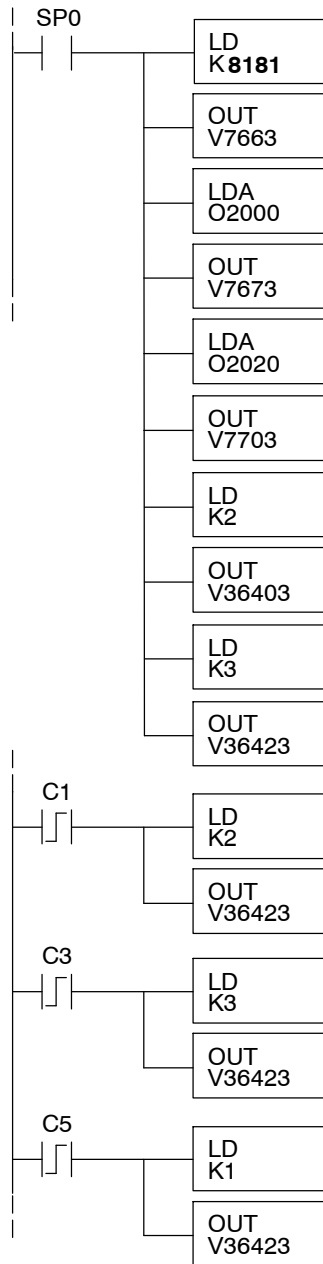 SP0
LD
K8181
OUT
V7663
LDA
O2000
OUT
V7673
LDA
O2020
OUT
V7703
LD
K2
OUT
V36403
LD
K3
OUT
V36423
C1
LD
K2
OUT
V36423
C3
LD
K3
OUT
V36423
C5
LD
K1
OUT
V36423